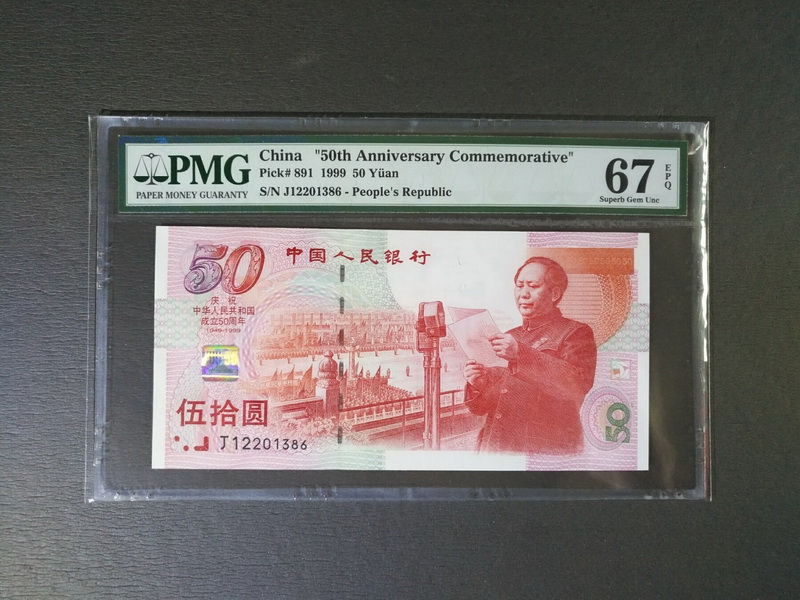 PMG
PAPER MONEY GUARANTY
China "50th Anniversary Commemorative"
Pick# 891 1999 50 Yüan
S/N J12201386 - People's Republic
67
EPQ
Superb Gem Unc
50
中国人民银行
庆祝
中华人民共和国
成立50周年
1949-1999
伍拾圆
J12201386
50